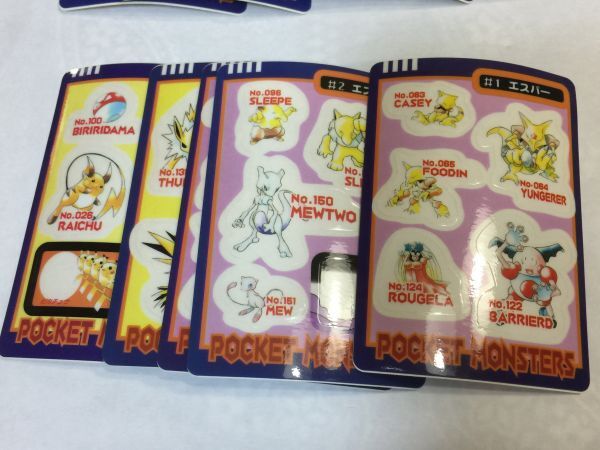 No.100
BIRIRIDAMA
No.026
RAICHU
POCKET
No.096
SLEEPE
#2
No.150
MEWTWO
No.151
MEW
POCKET
#1 エスパー
No.063
CASEY
No.065
FOODIN
No.064
YUNGERER
No.124
ROUGELA
No.122
BARRIERD
POCKET MONSTERS